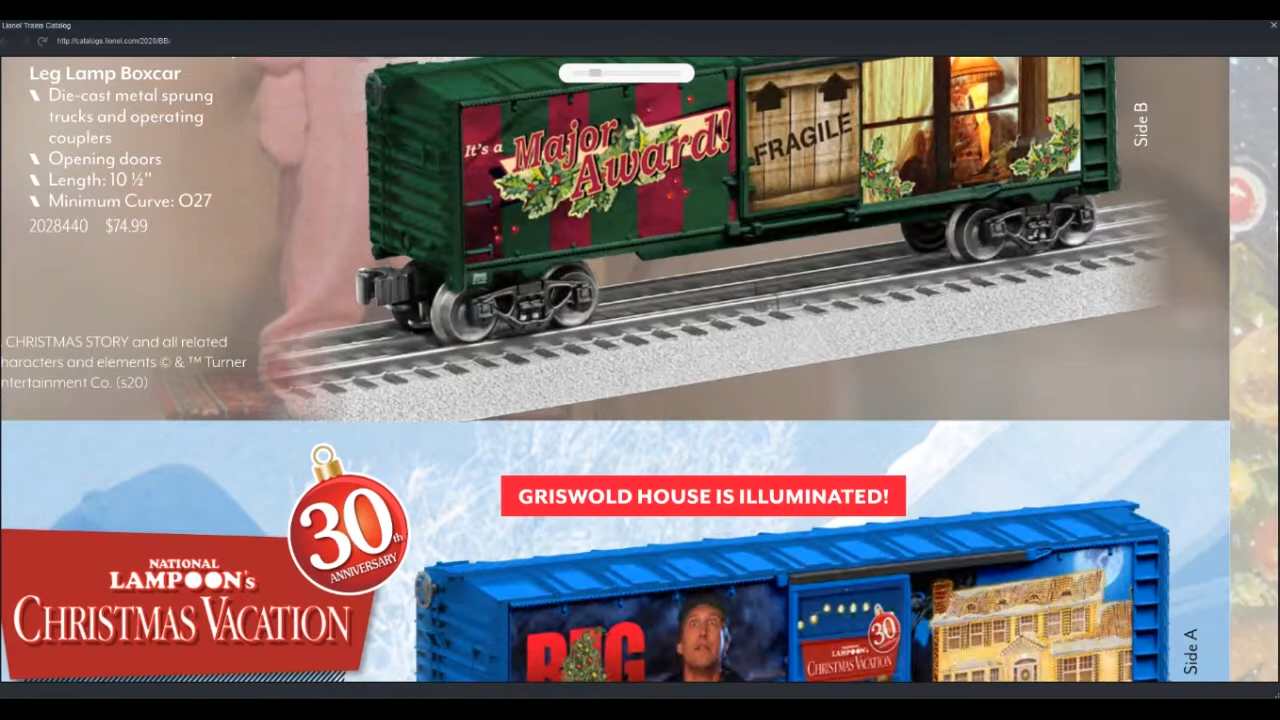 Lionel Trains Catalog
http://catalogs.lionel.com/2020/BB/
Leg Lamp Boxcar
Die-cast metal sprung
trucks and operating
couplers
Opening doors
Length: 10 ½"
Minimum Curve: O27
2028440 $74.99
It's a
Major
Award!
FRAGILE
Side B
CHRISTMAS STORY and all related
haracters and elements © & ™ Turner
ntertainment Co. (s20)
GRISWOLD HOUSE IS ILLUMINATED!
30th
ANNIVERSARY
NATIONAL
LAMPOON's
CHRISTMAS VACATION
30
LAMPOON's
CHRISTMAS VACATION
Side A